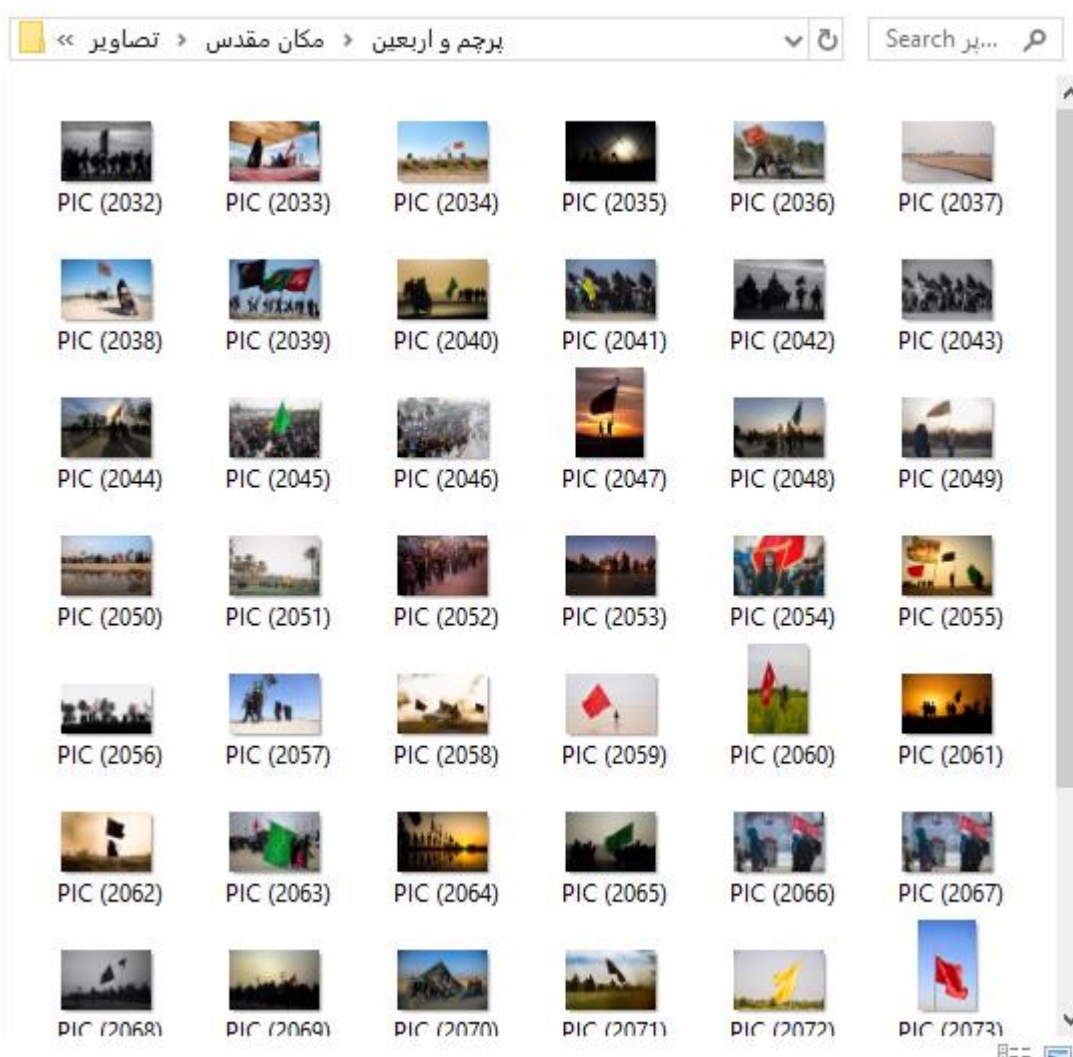 « تصاویر › مکان مقدس › پرچم و اربعین
Search پر...
PIC (2032) PIC (2033) PIC (2034) PIC (2035) PIC (2036) PIC (2037)
PIC (2038) PIC (2039) PIC (2040) PIC (2041) PIC (2042) PIC (2043)
PIC (2044) PIC (2045) PIC (2046) PIC (2047) PIC (2048) PIC (2049)
PIC (2050) PIC (2051) PIC (2052) PIC (2053) PIC (2054) PIC (2055)
PIC (2056) PIC (2057) PIC (2058) PIC (2059) PIC (2060) PIC (2061)
PIC (2062) PIC (2063) PIC (2064) PIC (2065) PIC (2066) PIC (2067)
PIC (2068) PIC (2069) PIC (2070) PIC (2071) PIC (2072) PIC (2073)